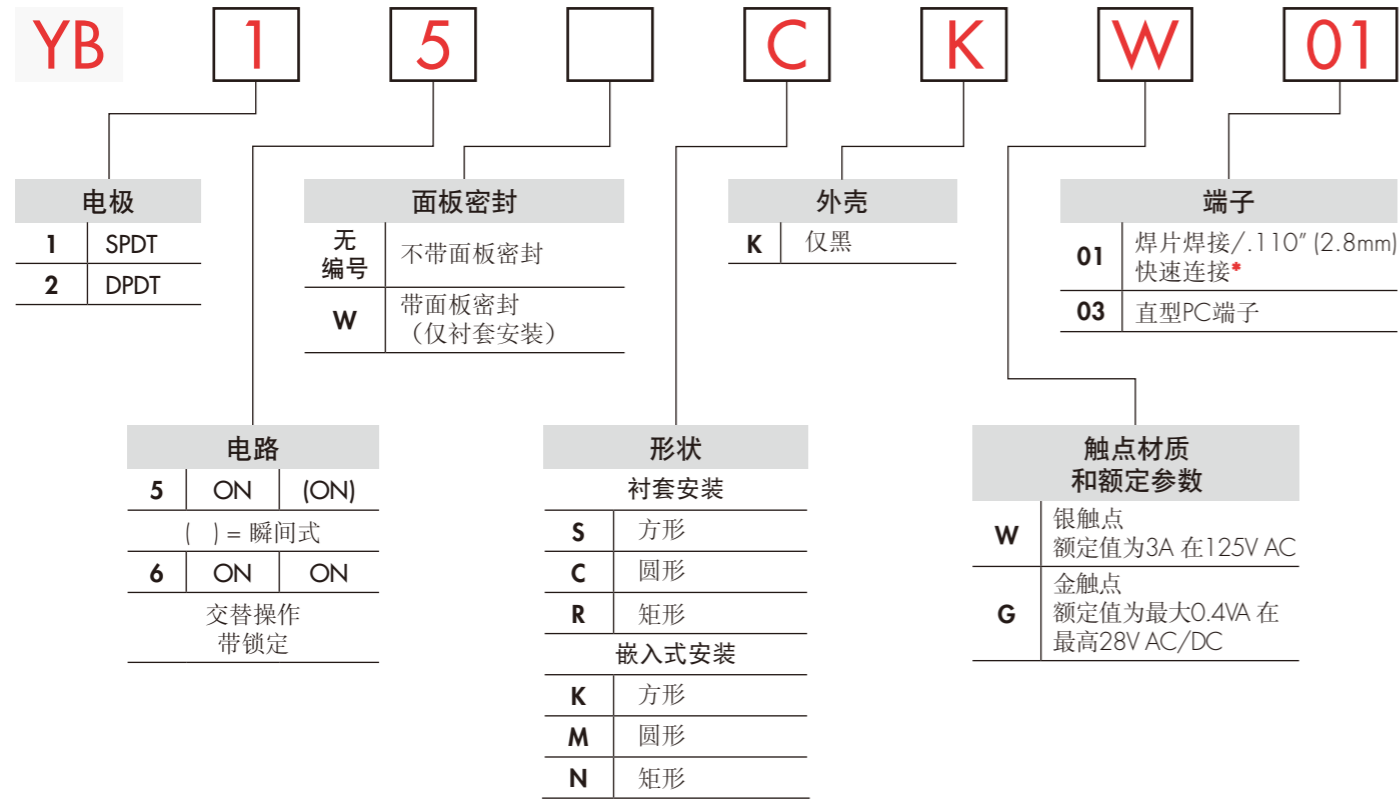 YB 1 5 C K W 01
电极
1 SPDT
2 DPDT
面板密封
无
编号
不带面板密封
W
带面板密封
（仅衬套安装）
外壳
K 仅黑
端子
01
焊片焊接/.110" (2.8mm)
快速连接*
03 直型PC端子
电路
5 ON (ON)
( ) = 瞬间式
6 ON ON
交替操作
带锁定
形状
衬套安装
S 方形
C 圆形
R 矩形
嵌入式安装
K 方形
M 圆形
N 矩形
触点材质
和额定参数
W
银触点
额定值为3A 在125V AC
G
金触点
额定值为最大0.4VA 在
最高28V AC/DC